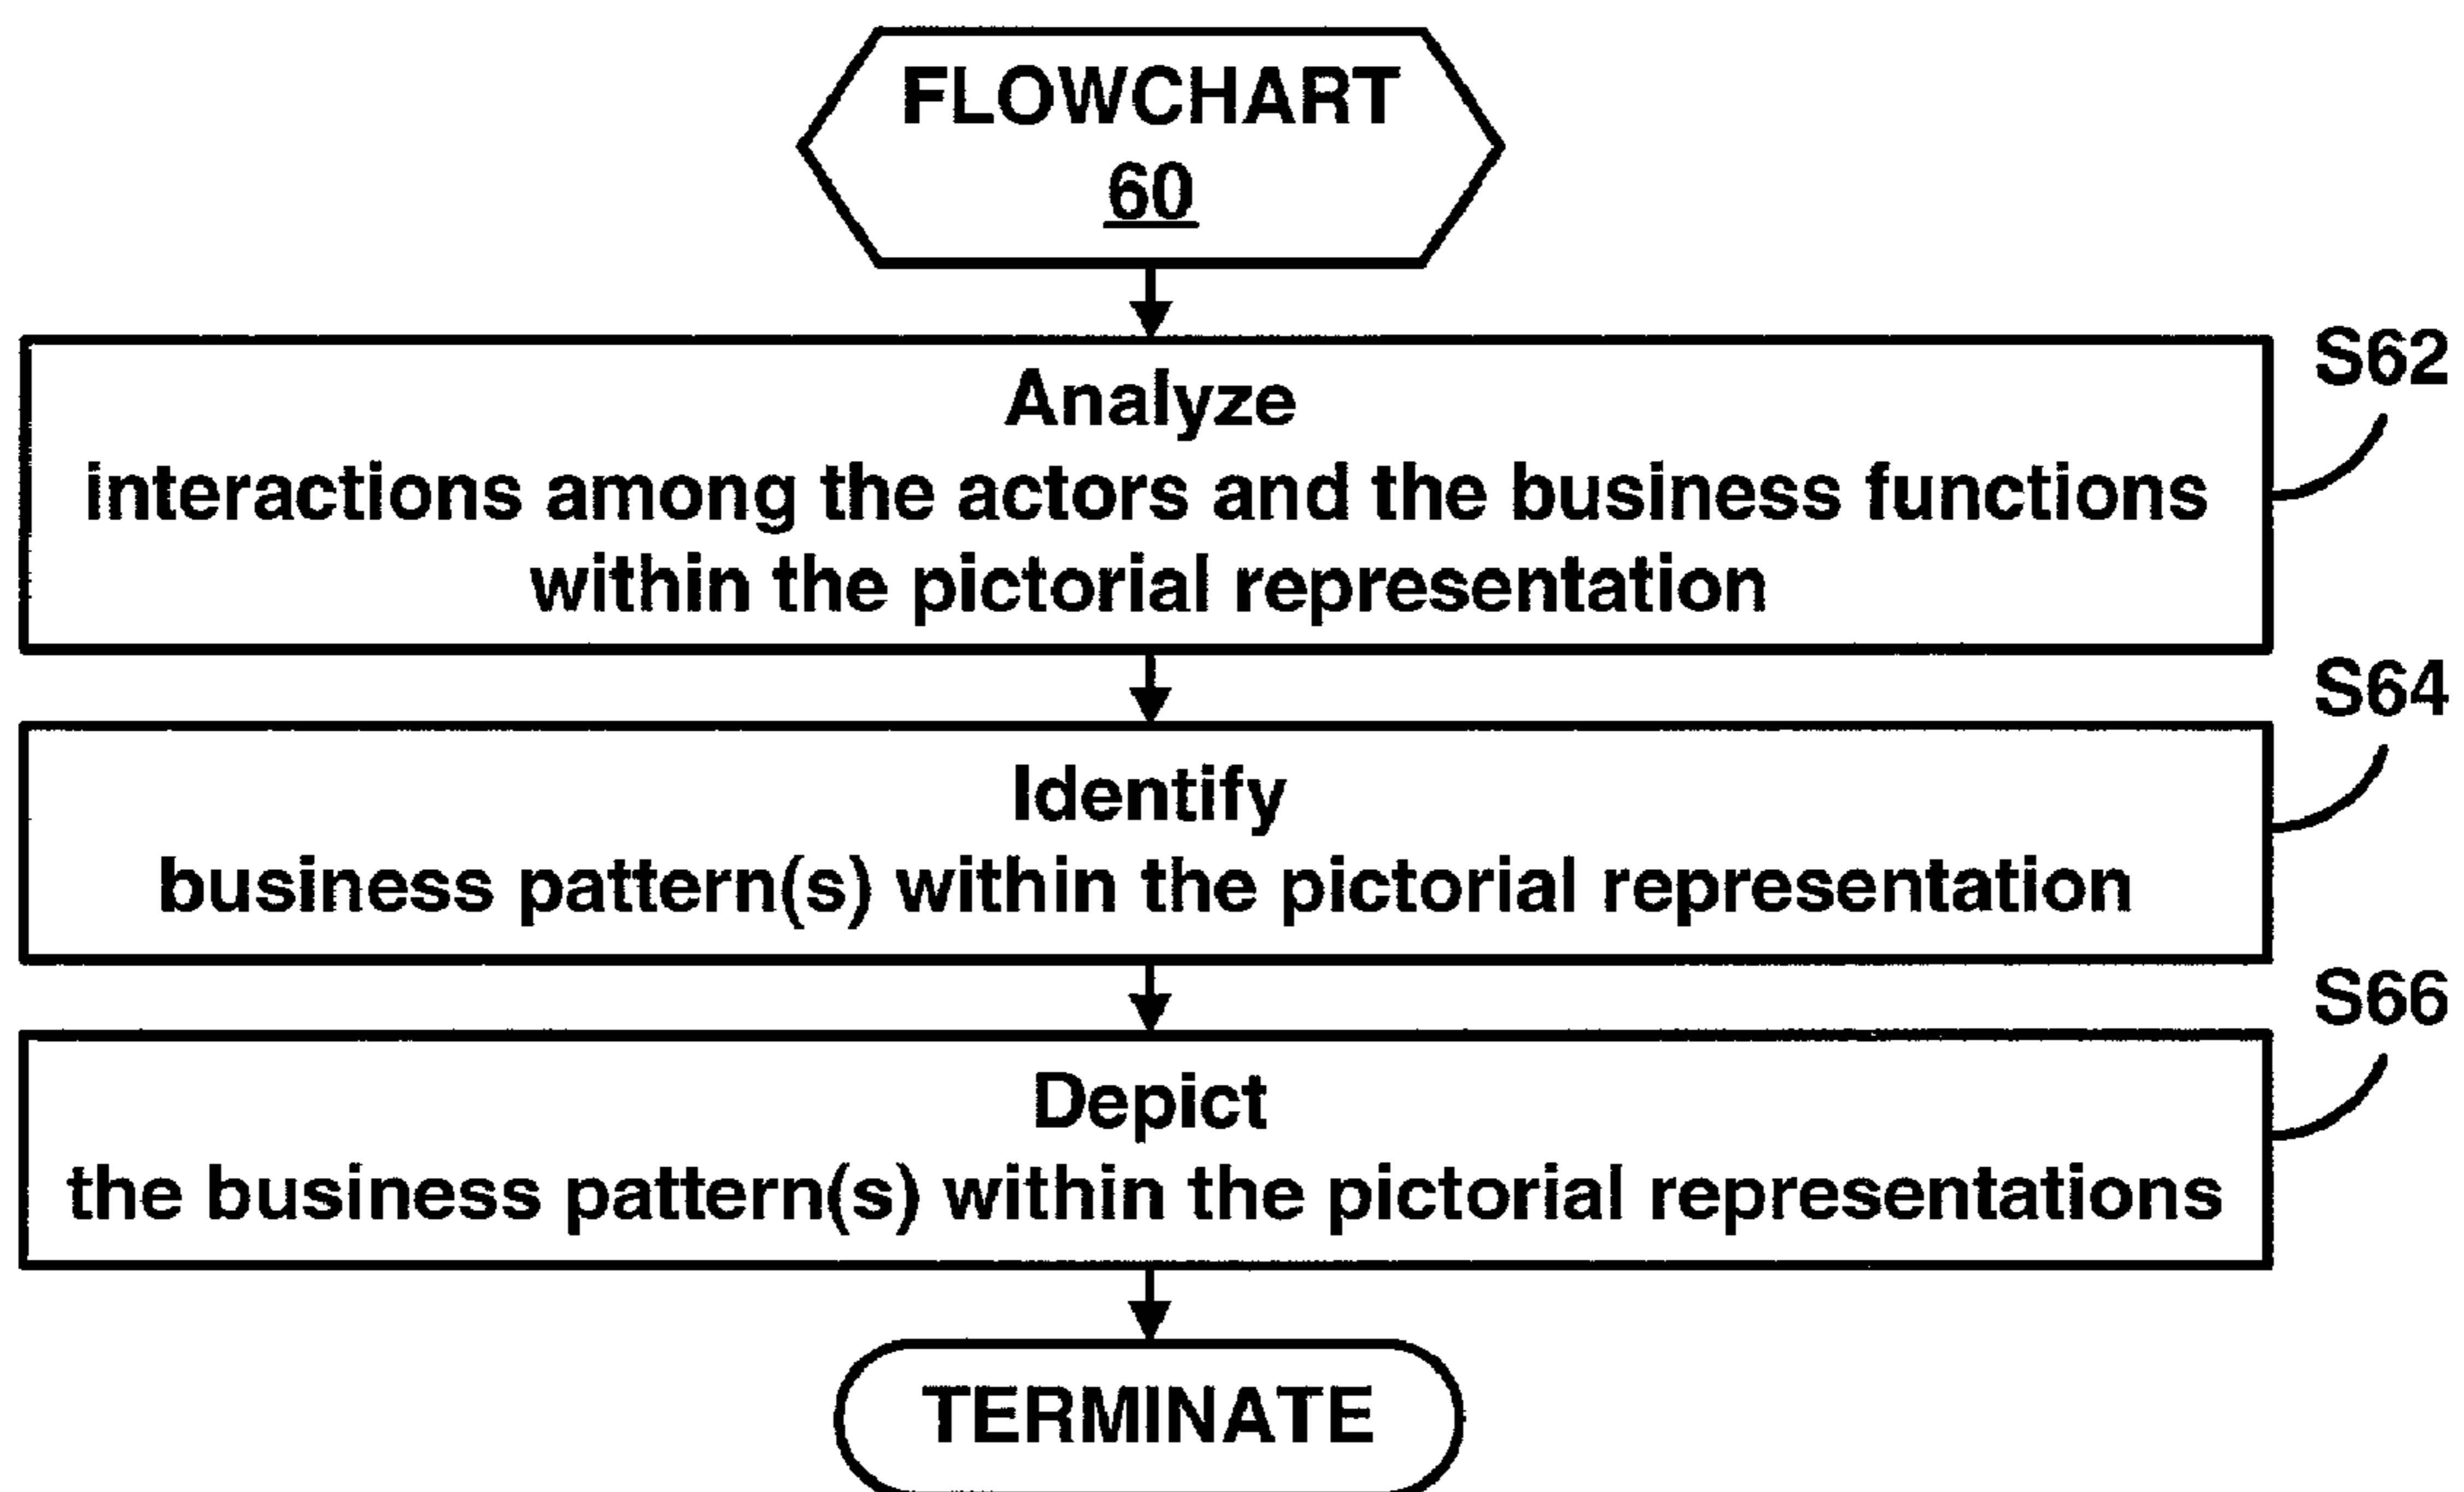 FLOWCHART
60
S62
Analyze
interactions among the actors and the business functions
within the pictorial representation
S64
Identify
business pattern(s) within the pictorial representation
S66
Depict
the business pattern(s) within the pictorial representations
TERMINATE